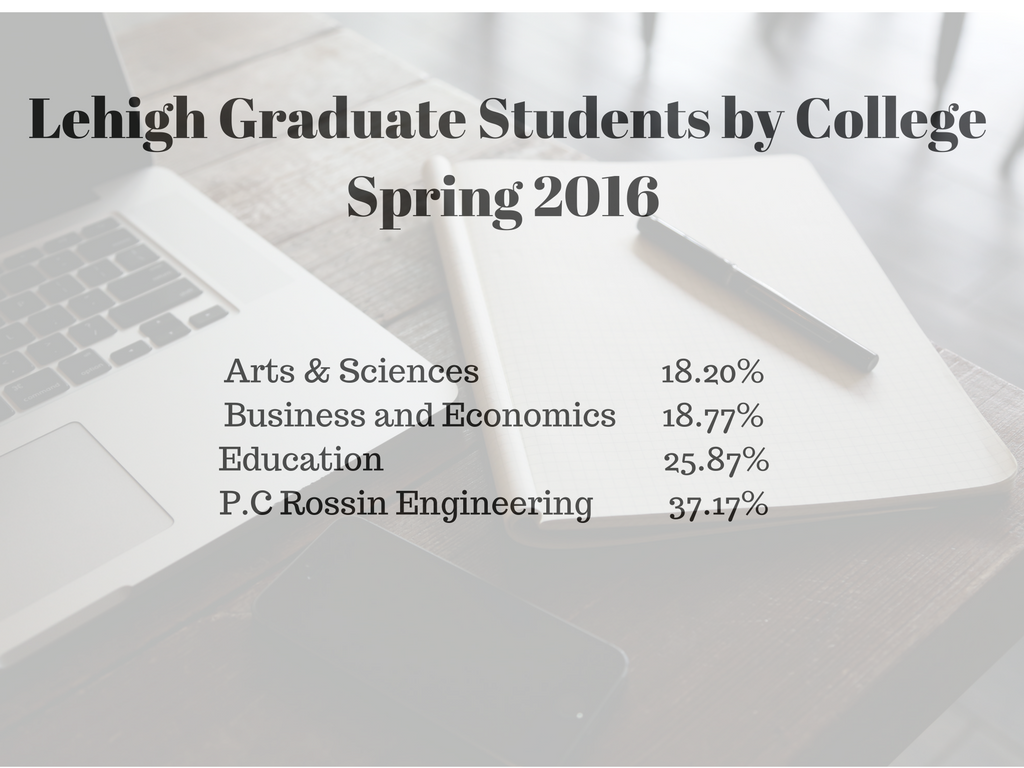 Lehigh Graduate Students by College
Spring 2016
Arts & Sciences 18.20%
Business and Economics 18.77%
Education 25.87%
P.C Rossin Engineering 37.17%